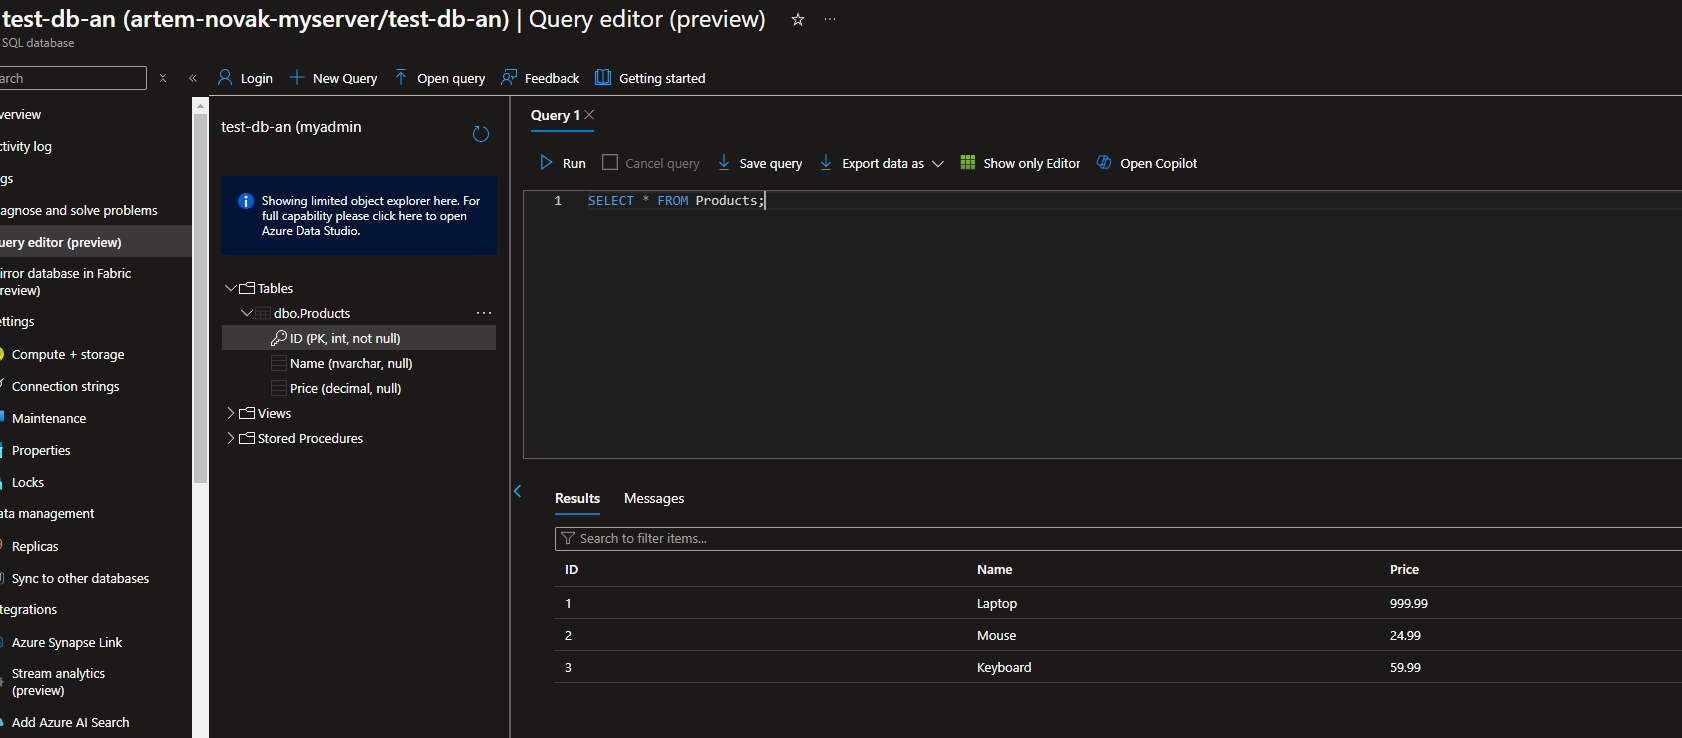 test-db-an (artem-novak-myserver/test-db-an) | Query editor (preview)
SQL database
arch
Login
New Query
Open query
Feedback
Getting started
verview
ctivity log
gs
agnose and solve problems
uery editor (preview)
irror database in Fabric
review)
ettings
Compute + storage
Connection strings
Maintenance
Properties
Locks
ata management
Replicas
Sync to other databases
tegrations
Azure Synapse Link
Stream analytics
(preview)
Add Azure AI Search
test-db-an (myadmin
Showing limited object explorer here. For
full capability please click here to open
Azure Data Studio.
Tables
dbo.Products
ID (PK, int, not null)
Name (nvarchar, null)
Price (decimal, null)
Views
Stored Procedures
Query 1
Run
Cancel query
Save query
Export data as
Show only Editor
Open Copilot
1 SELECT * FROM Products;
Results Messages
Search to filter items...
ID Name Price
1 Laptop 999.99
2 Mouse 24.99
3 Keyboard 59.99